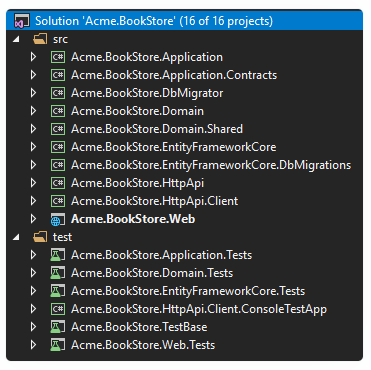 Solution 'Acme.BookStore' (16 of 16 projects)
src
C# Acme.BookStore.Application
C# Acme.BookStore.Application.Contracts
C# Acme.BookStore.DbMigrator
C# Acme.BookStore.Domain
C# Acme.BookStore.Domain.Shared
C# Acme.BookStore.EntityFrameworkCore
C# Acme.BookStore.EntityFrameworkCore.DbMigrations
C# Acme.BookStore.HttpApi
C# Acme.BookStore.HttpApi.Client
Acme.BookStore.Web
test
Acme.BookStore.Application.Tests
Acme.BookStore.Domain.Tests
Acme.BookStore.EntityFrameworkCore.Tests
C# Acme.BookStore.HttpApi.Client.ConsoleTestApp
Acme.BookStore.TestBase
Acme.BookStore.Web.Tests